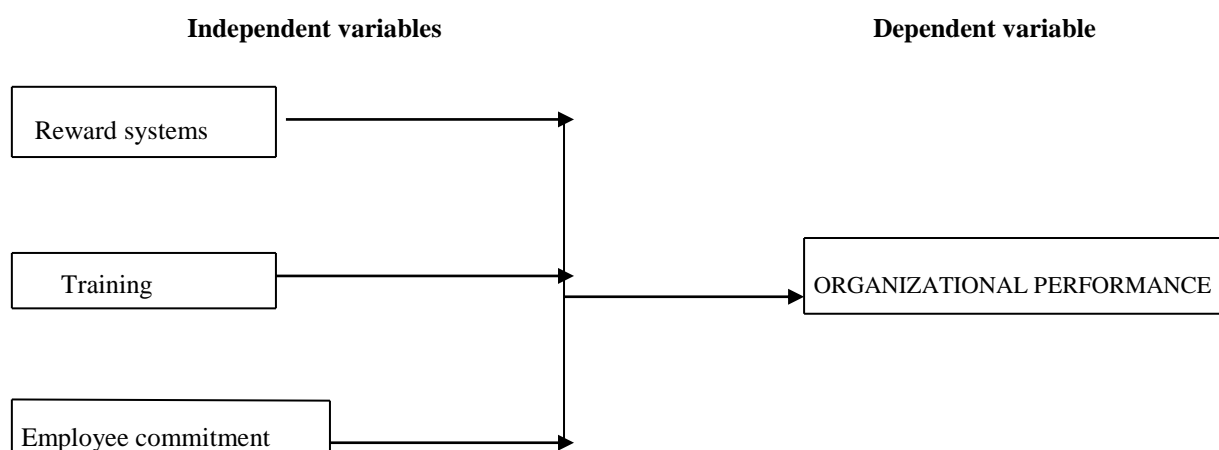 Independent variables
Dependent variable
Reward systems
Training
ORGANIZATIONAL PERFORMANCE
Employee commitment